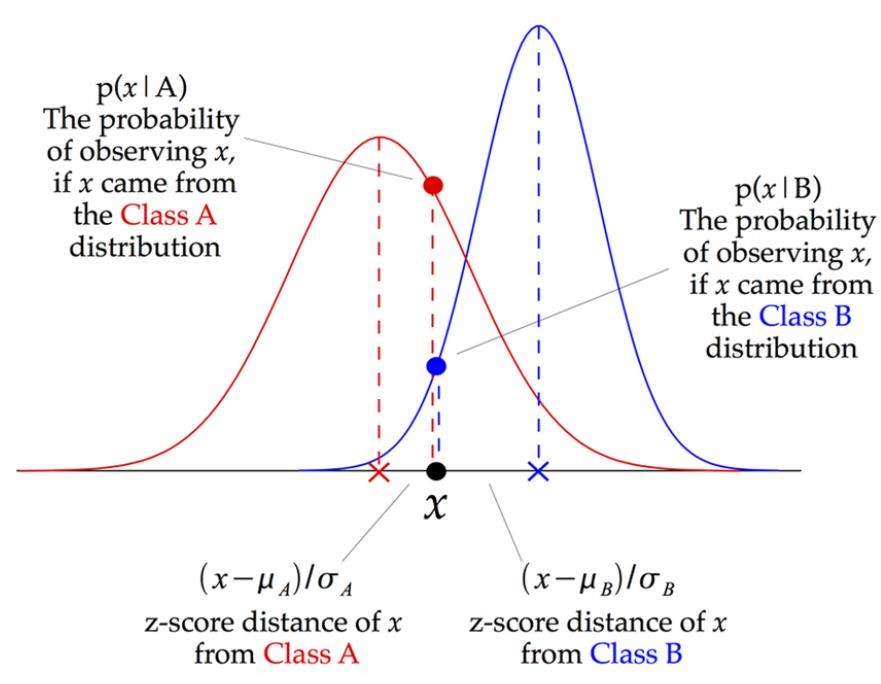 p(x|A)
The probability
of observing x,
if x came from
the Class A
distribution
p(x|B)
The probability
of observing x,
if x came from
the Class B
distribution
x
(x−μ_A)/σ_A
z-score distance of x
from Class A
(x−μ_B)/σ_B
z-score distance of x
from Class B